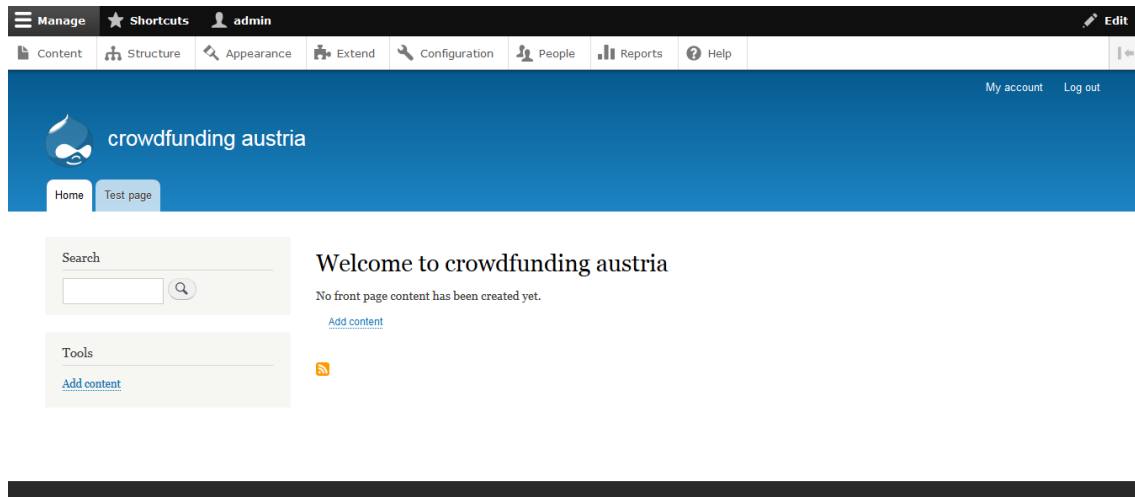 Manage Shortcuts admin Edit
Content Structure Appearance Extend Configuration People Reports Help
My account Log out
crowdfunding austria
Home Test page
Search
Welcome to crowdfunding austria
No front page content has been created yet.
Add content
Tools
Add content